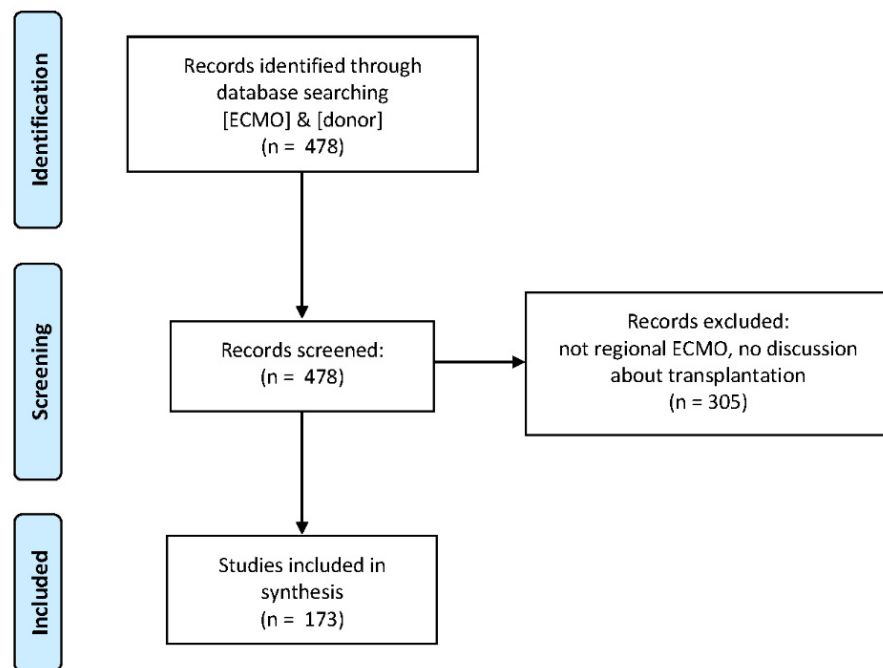 Identification
Records identified through
database searching
[ECMO] & [donor]
(n = 478)
Screening
Records screened:
(n = 478)
Records excluded:
not regional ECMO, no discussion
about transplantation
(n = 305)
Included
Studies included in
synthesis
(n = 173)